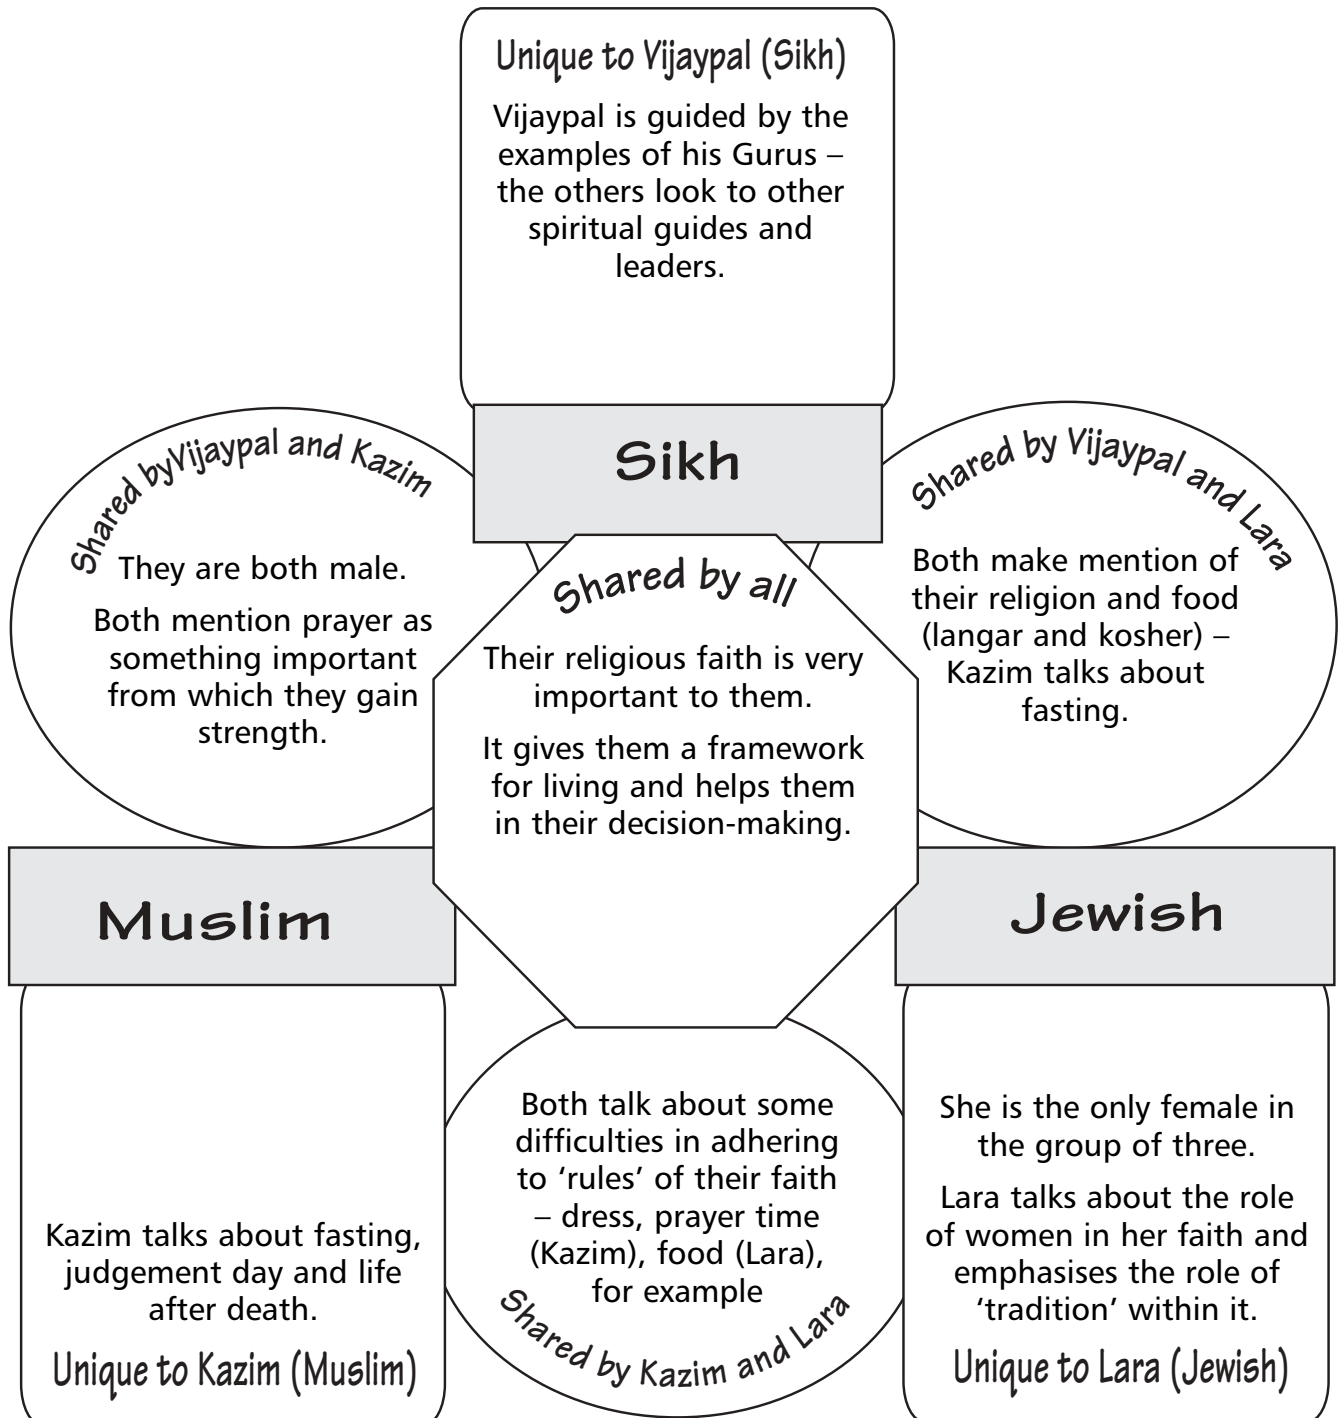 Unique to Vijaypal (Sikh)
Vijaypal is guided by the
examples of his Gurus –
the others look to other
spiritual guides and
leaders.
Sikh
Shared byVijaypal and Kazim
They are both male.
Both mention prayer as
something important
from which they gain
strength.
Shared by all
Their religious faith is very
important to them.
It gives them a framework
for living and helps them
in their decision-making.
Shared by Vijaypal and Lara
Both make mention of
their religion and food
(langar and kosher) –
Kazim talks about
fasting.
Muslim
Jewish
Kazim talks about fasting,
judgement day and life
after death.
Unique to Kazim (Muslim)
Both talk about some
difficulties in adhering
to ‘rules’ of their faith
– dress, prayer time
(Kazim), food (Lara),
for example
Shared by Kazim and Lara
She is the only female in
the group of three.
Lara talks about the role
of women in her faith and
emphasises the role of
‘tradition’ within it.
Unique to Lara (Jewish)